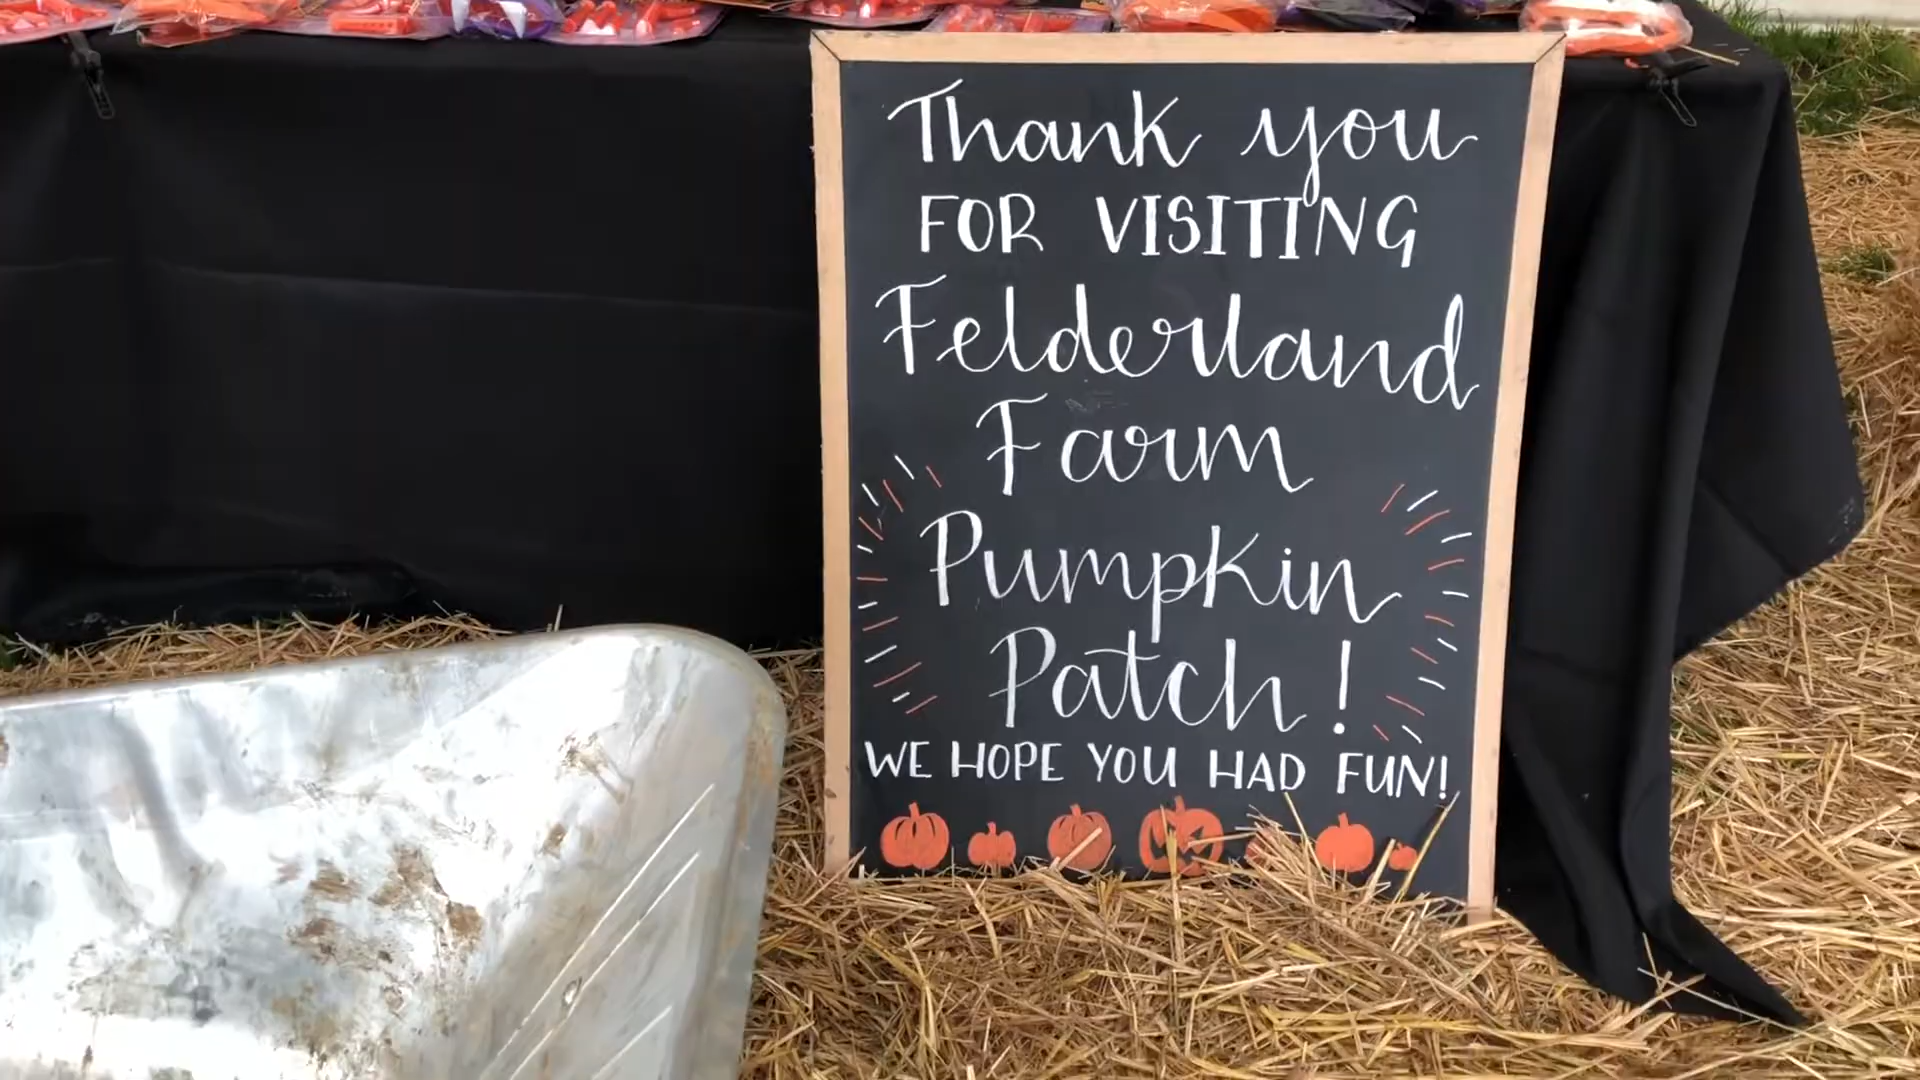 Thank you
FOR VISITING
Felderland
Farm
Pumpkin
Patch!
WE HOPE YOU HAD FUN!